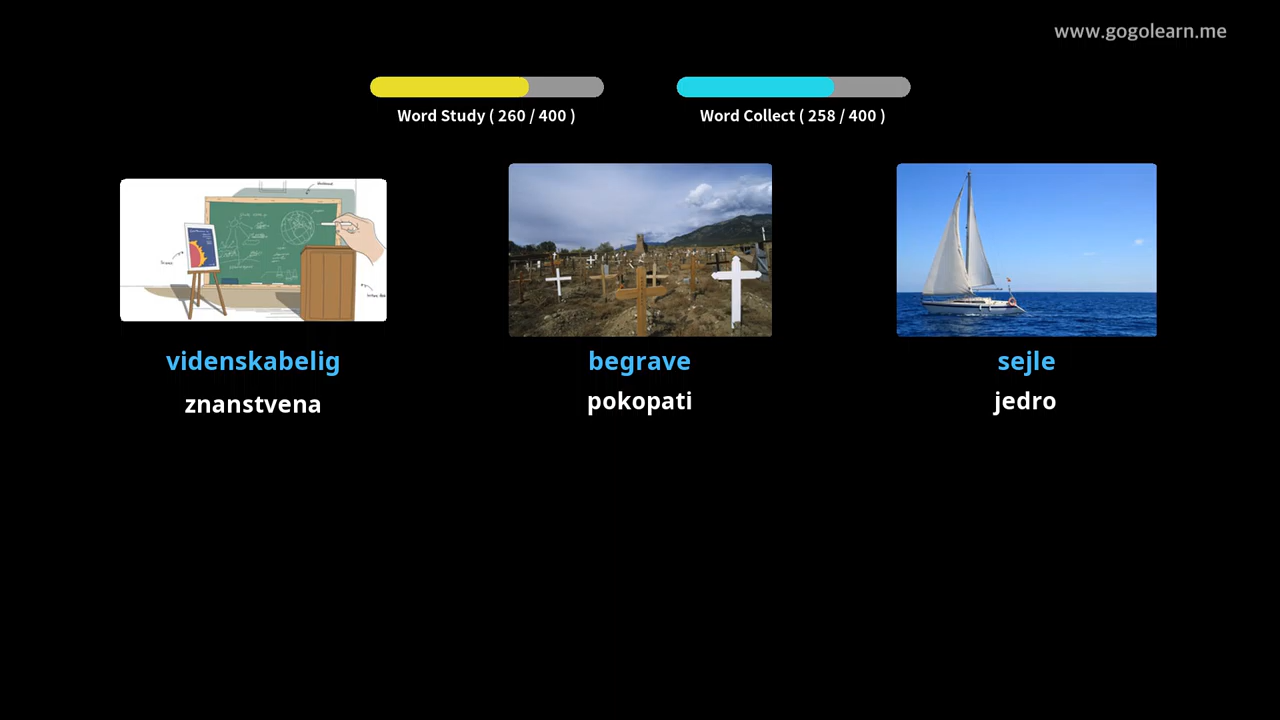 www.gogolearn.me
Word Study ( 260 / 400 )
Word Collect ( 258 / 400 )
videnskabelig
begrave
sejle
znanstvena
pokopati
jedro